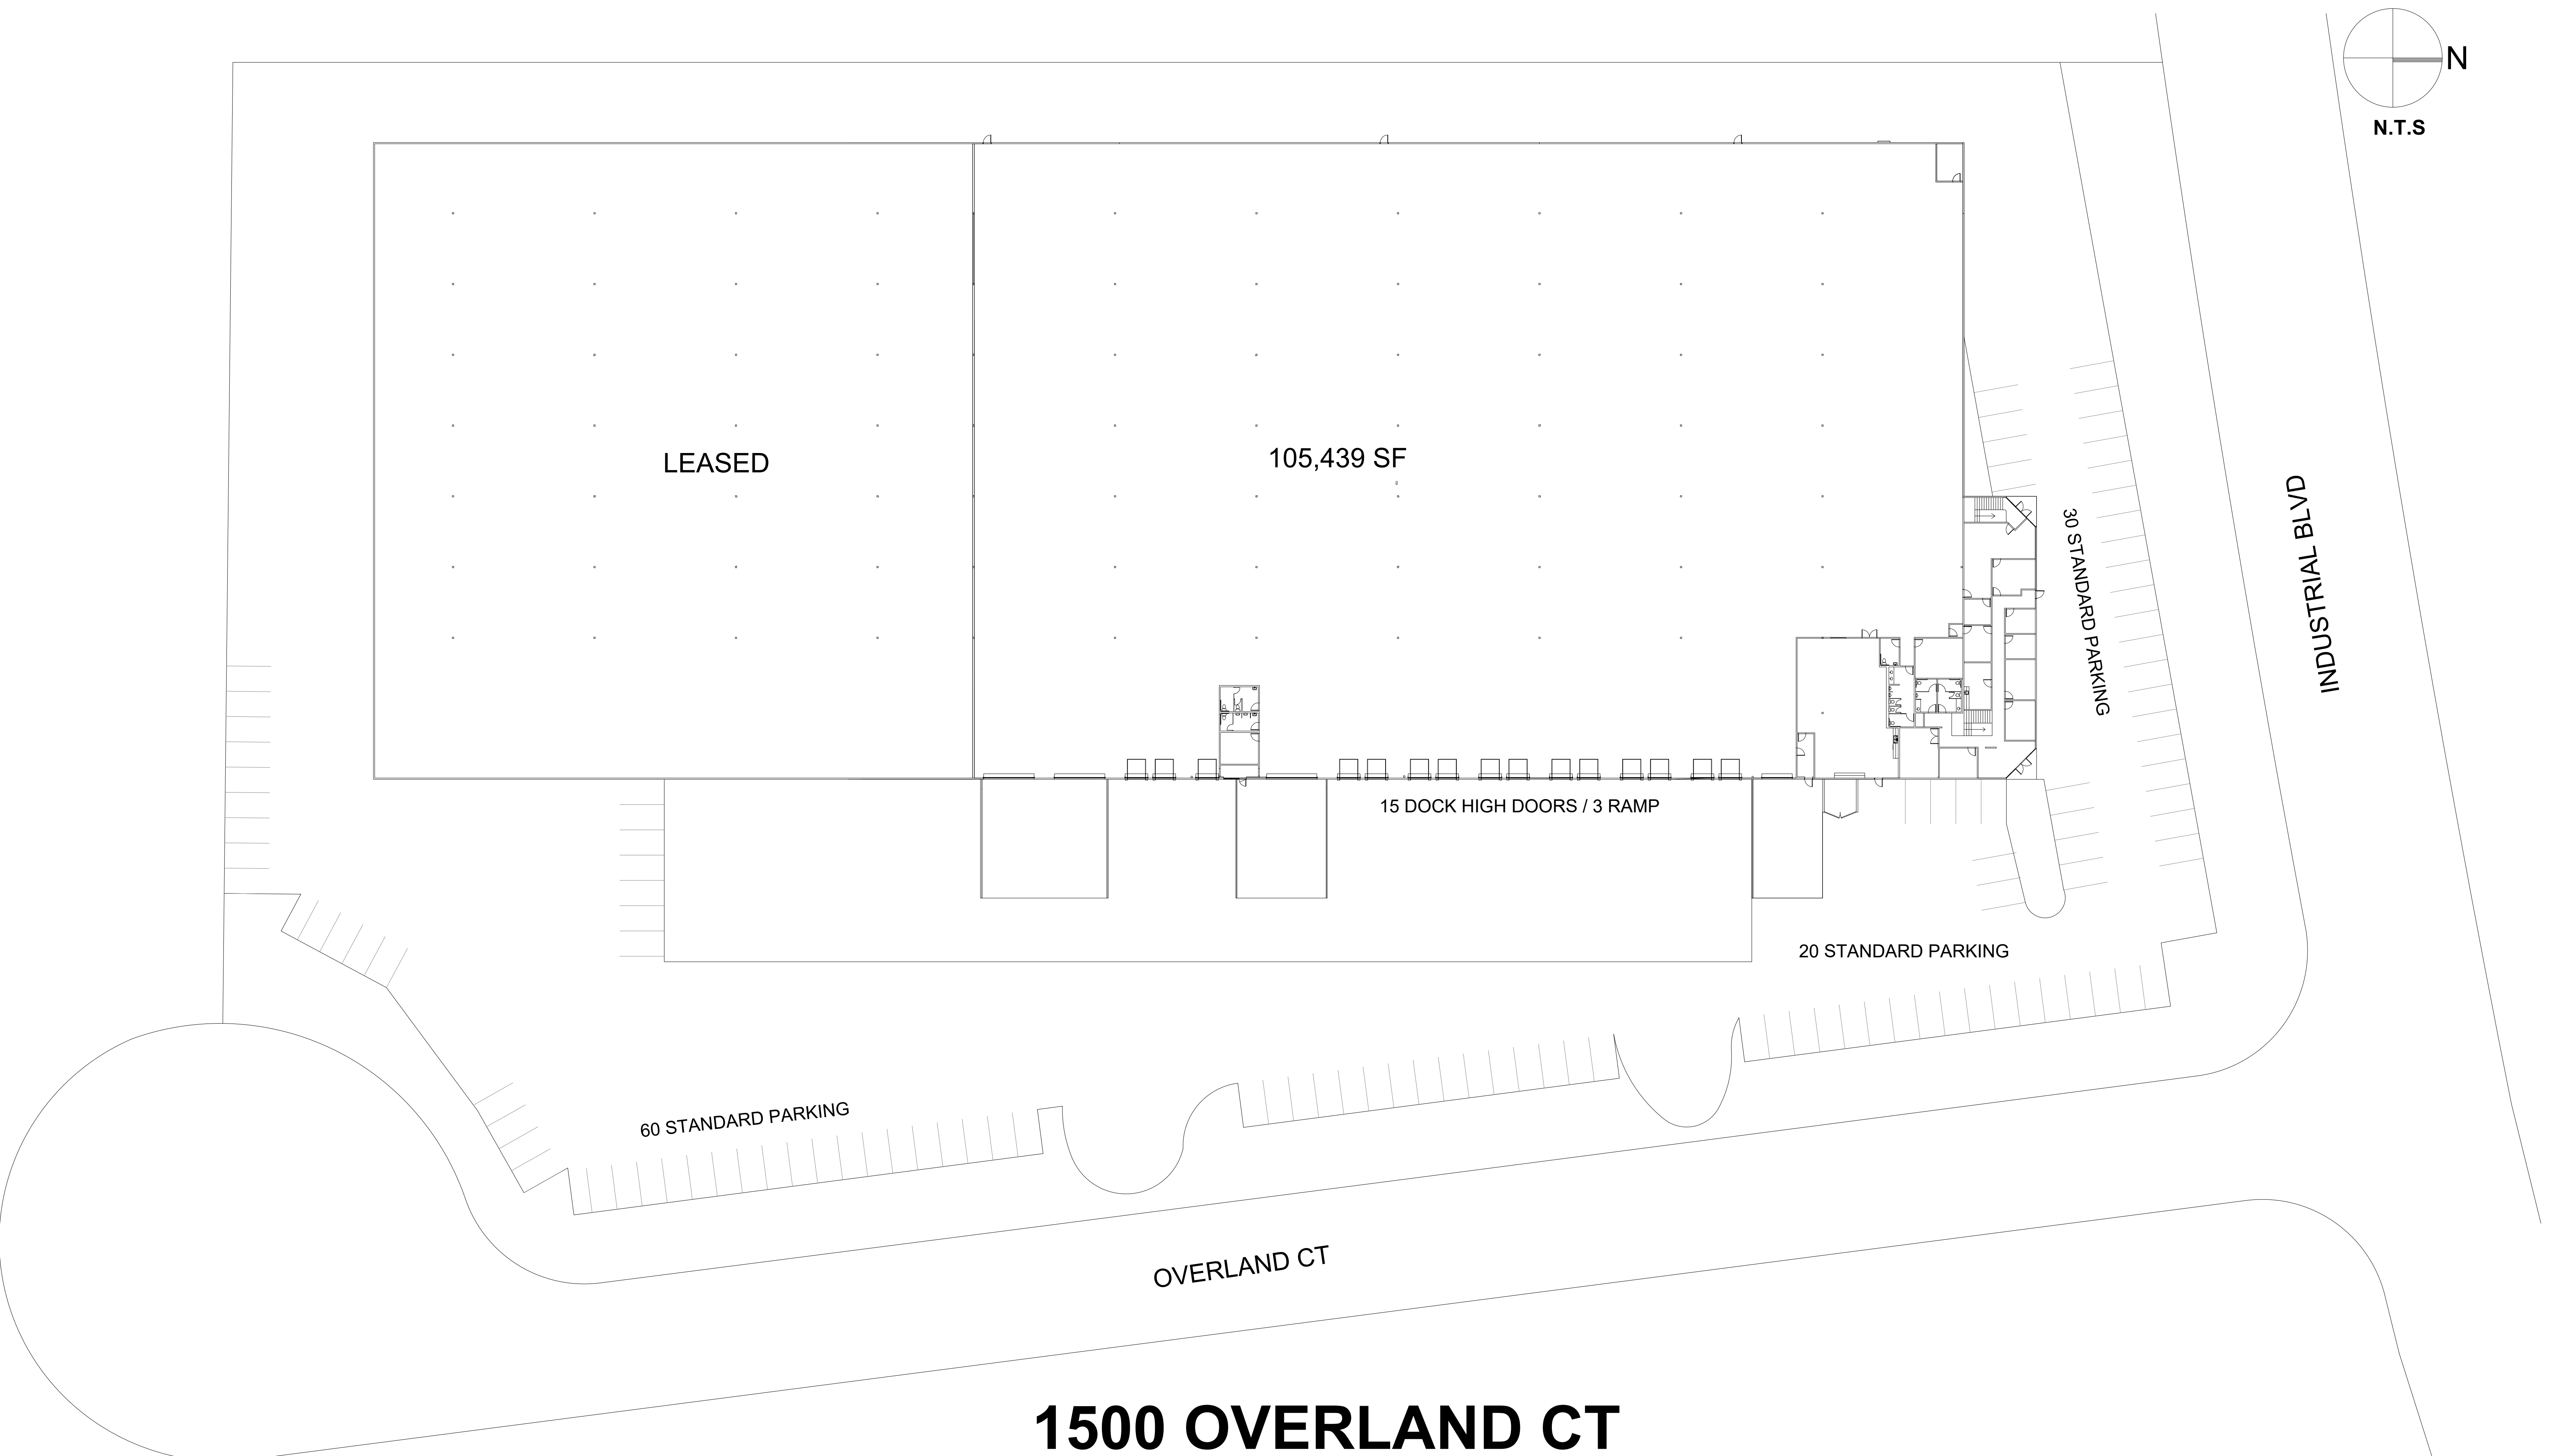 N
N.T.S
LEASED
105,439 SF
30 STANDARD PARKING
INDUSTRIAL BLVD
15 DOCK HIGH DOORS / 3 RAMP
20 STANDARD PARKING
60 STANDARD PARKING
OVERLAND CT
1500 OVERLAND CT